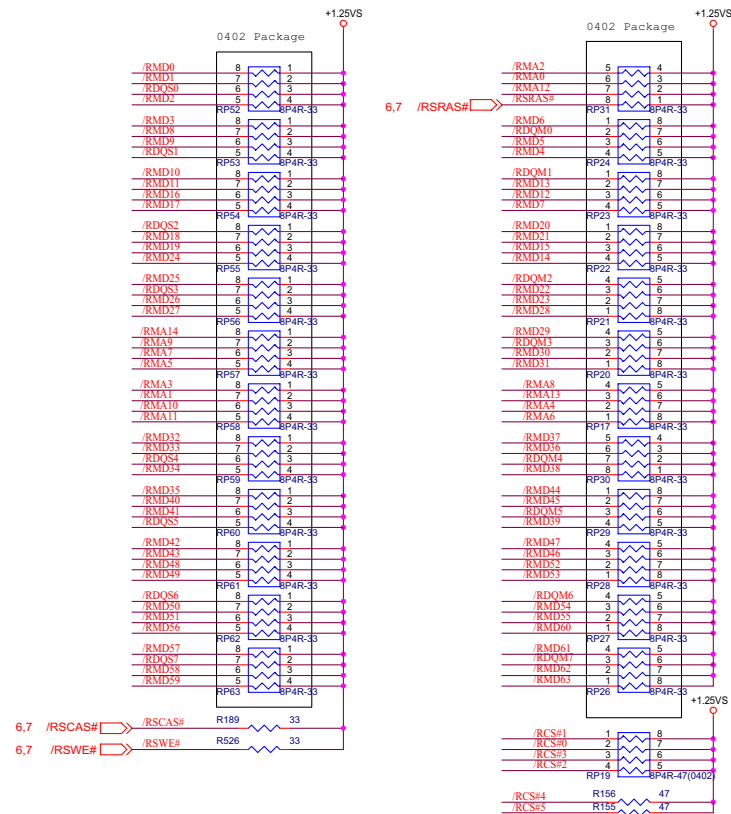 +1.25VS
0402 Package
/RMD0 8 1
/RMD1 7 2
/RDQS0 6 3
/RMD2 5 4
RP52 8P4R-33
/RMD3 8 1
/RMD8 7 2
/RMD9 6 3
/RDQS1 5 4
RP53 8P4R-33
/RMD10 8 1
/RMD11 7 2
/RMD16 6 3
/RMD17 5 4
RP54 8P4R-33
/RDQS2 8 1
/RMD18 7 2
/RMD19 6 3
/RMD24 5 4
RP55 8P4R-33
/RMD25 8 1
/RDQS3 7 2
/RMD26 6 3
/RMD27 5 4
RP56 8P4R-33
/RMA14 8 1
/RMA9 7 2
/RMA7 6 3
/RMA5 5 4
RP57 8P4R-33
/RMA3 8 1
/RMA1 7 2
/RMA10 6 3
/RMA11 5 4
RP58 8P4R-33
/RMD32 8 1
/RMD33 7 2
/RDQS4 6 3
/RMD34 5 4
RP59 8P4R-33
/RMD35 8 1
/RMD40 7 2
/RMD41 6 3
/RDQS5 5 4
RP60 8P4R-33
/RMD42 8 1
/RMD43 7 2
/RMD48 6 3
/RMD49 5 4
RP61 8P4R-33
/RDQS6 8 1
/RMD50 7 2
/RMD51 6 3
/RMD56 5 4
RP62 8P4R-33
/RMD57 8 1
/RDQS7 7 2
/RMD58 6 3
/RMD59 5 4
RP63 8P4R-33
6,7 /RSCAS# /RSCAS# R189 33
6,7 /RSWE# /RSWE# R526 33
+1.25VS
0402 Package
/RMA2 5 4
/RMA0 6 3
/RMA12 7 2
6,7 /RSRAS# /RSRAS# 8 1
RP31 8P4R-33
/RMD6 1 8
/RDQM0 2 7
/RMD5 3 6
/RMD4 4 5
RP24 8P4R-33
/RDQM1 1 8
/RMD13 2 7
/RMD12 3 6
/RMD7 4 5
RP23 8P4R-33
/RMD20 1 8
/RMD21 2 7
/RMD15 3 6
/RMD14 4 5
RP22 8P4R-33
/RDQM2 4 5
/RMD22 3 6
/RMD23 2 7
/RMD28 1 8
RP21 8P4R-33
/RMD29 4 5
/RDQM3 3 6
/RMD30 2 7
/RMD31 1 8
RP20 8P4R-33
/RMA8 4 5
/RMA13 3 6
/RMA4 2 7
/RMA6 1 8
RP17 8P4R-33
/RMD37 5 4
/RMD36 6 3
/RDQM4 7 2
/RMD38 8 1
RP30 8P4R-33
/RMD44 1 8
/RMD45 2 7
/RDQM5 3 6
/RMD39 4 5
RP29 8P4R-33
/RMD47 4 5
/RMD46 3 6
/RMD52 2 7
/RMD53 1 8
RP28 8P4R-33
/RDQM6 4 5
/RMD54 3 6
/RMD55 2 7
/RMD60 1 8
RP27 8P4R-33
/RMD61 4 5
/RDQM7 3 6
/RMD62 2 7
/RMD63 1 8
RP26 8P4R-33
+1.25VS
/RCS#1 1 8
/RCS#0 2 7
/RCS#3 3 6
/RCS#2 4 5
RP19 8P4R-47(0402)
/RCS#4 R156 47
/RCS#5 R155 47